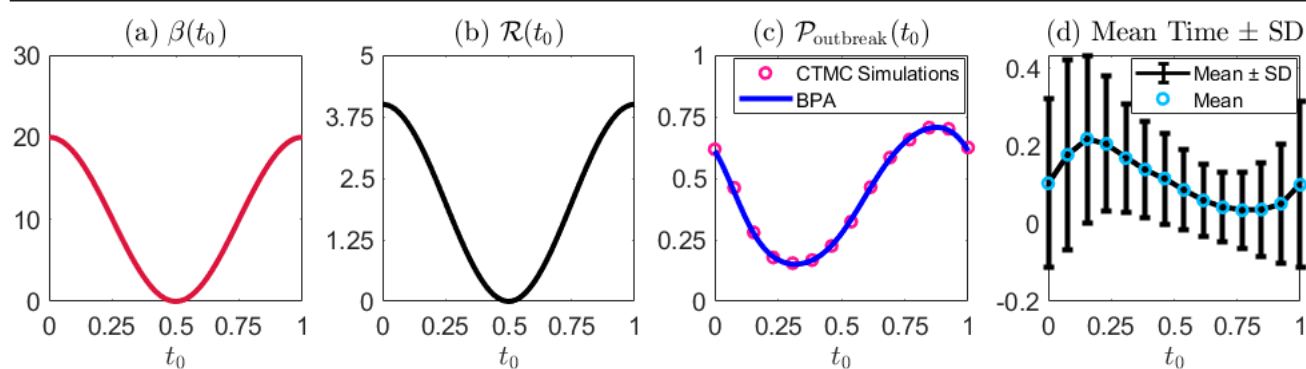 (a) β(t₀)
30
20
10
0
0 0.25 0.5 0.75 1
t₀
(b) R(t₀)
5
3.75
2.5
1.25
0
0 0.25 0.5 0.75 1
t₀
(c) P_outbreak(t₀)
CTMC Simulations
BPA
1
0.75
0.5
0.25
0
0 0.25 0.5 0.75 1
t₀
(d) Mean Time ± SD
Mean ± SD
Mean
0.4
0.2
0
-0.2
0 0.25 0.5 0.75 1
t₀